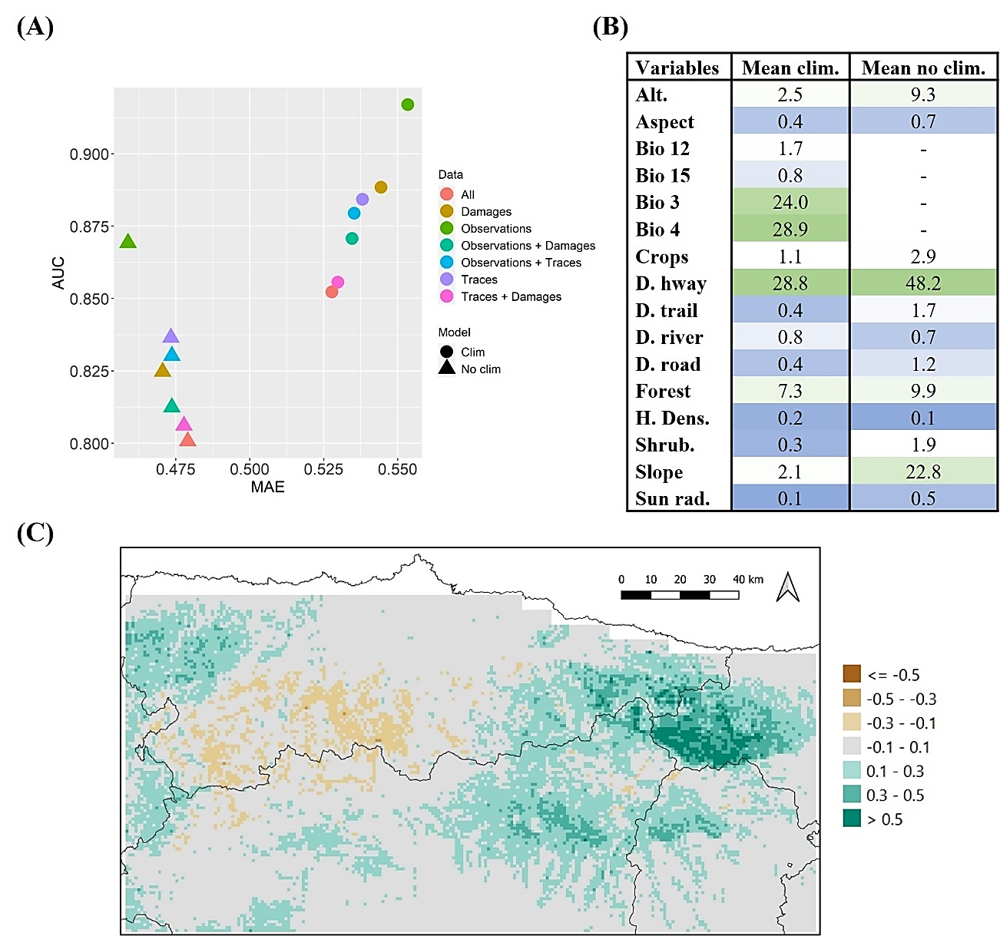 (A)
0.900
0.875
0.850
0.825
0.800
AUC
0.475 0.500 0.525 0.550
MAE
Data
All
Damages
Observations
Observations + Damages
Observations + Traces
Traces
Traces + Damages
Model
Clim
No clim
(B)
Variables Mean clim. Mean no clim.
Alt. 2.5 9.3
Aspect 0.4 0.7
Bio 12 1.7 -
Bio 15 0.8 -
Bio 3 24.0 -
Bio 4 28.9 -
Crops 1.1 2.9
D. hway 28.8 48.2
D. trail 0.4 1.7
D. river 0.8 0.7
D. road 0.4 1.2
Forest 7.3 9.9
H. Dens. 0.2 0.1
Shrub. 0.3 1.9
Slope 2.1 22.8
Sun rad. 0.1 0.5
(C)
0 10 20 30 40 km
<= -0.5
-0.5 - -0.3
-0.3 - -0.1
-0.1 - 0.1
0.1 - 0.3
0.3 - 0.5
> 0.5